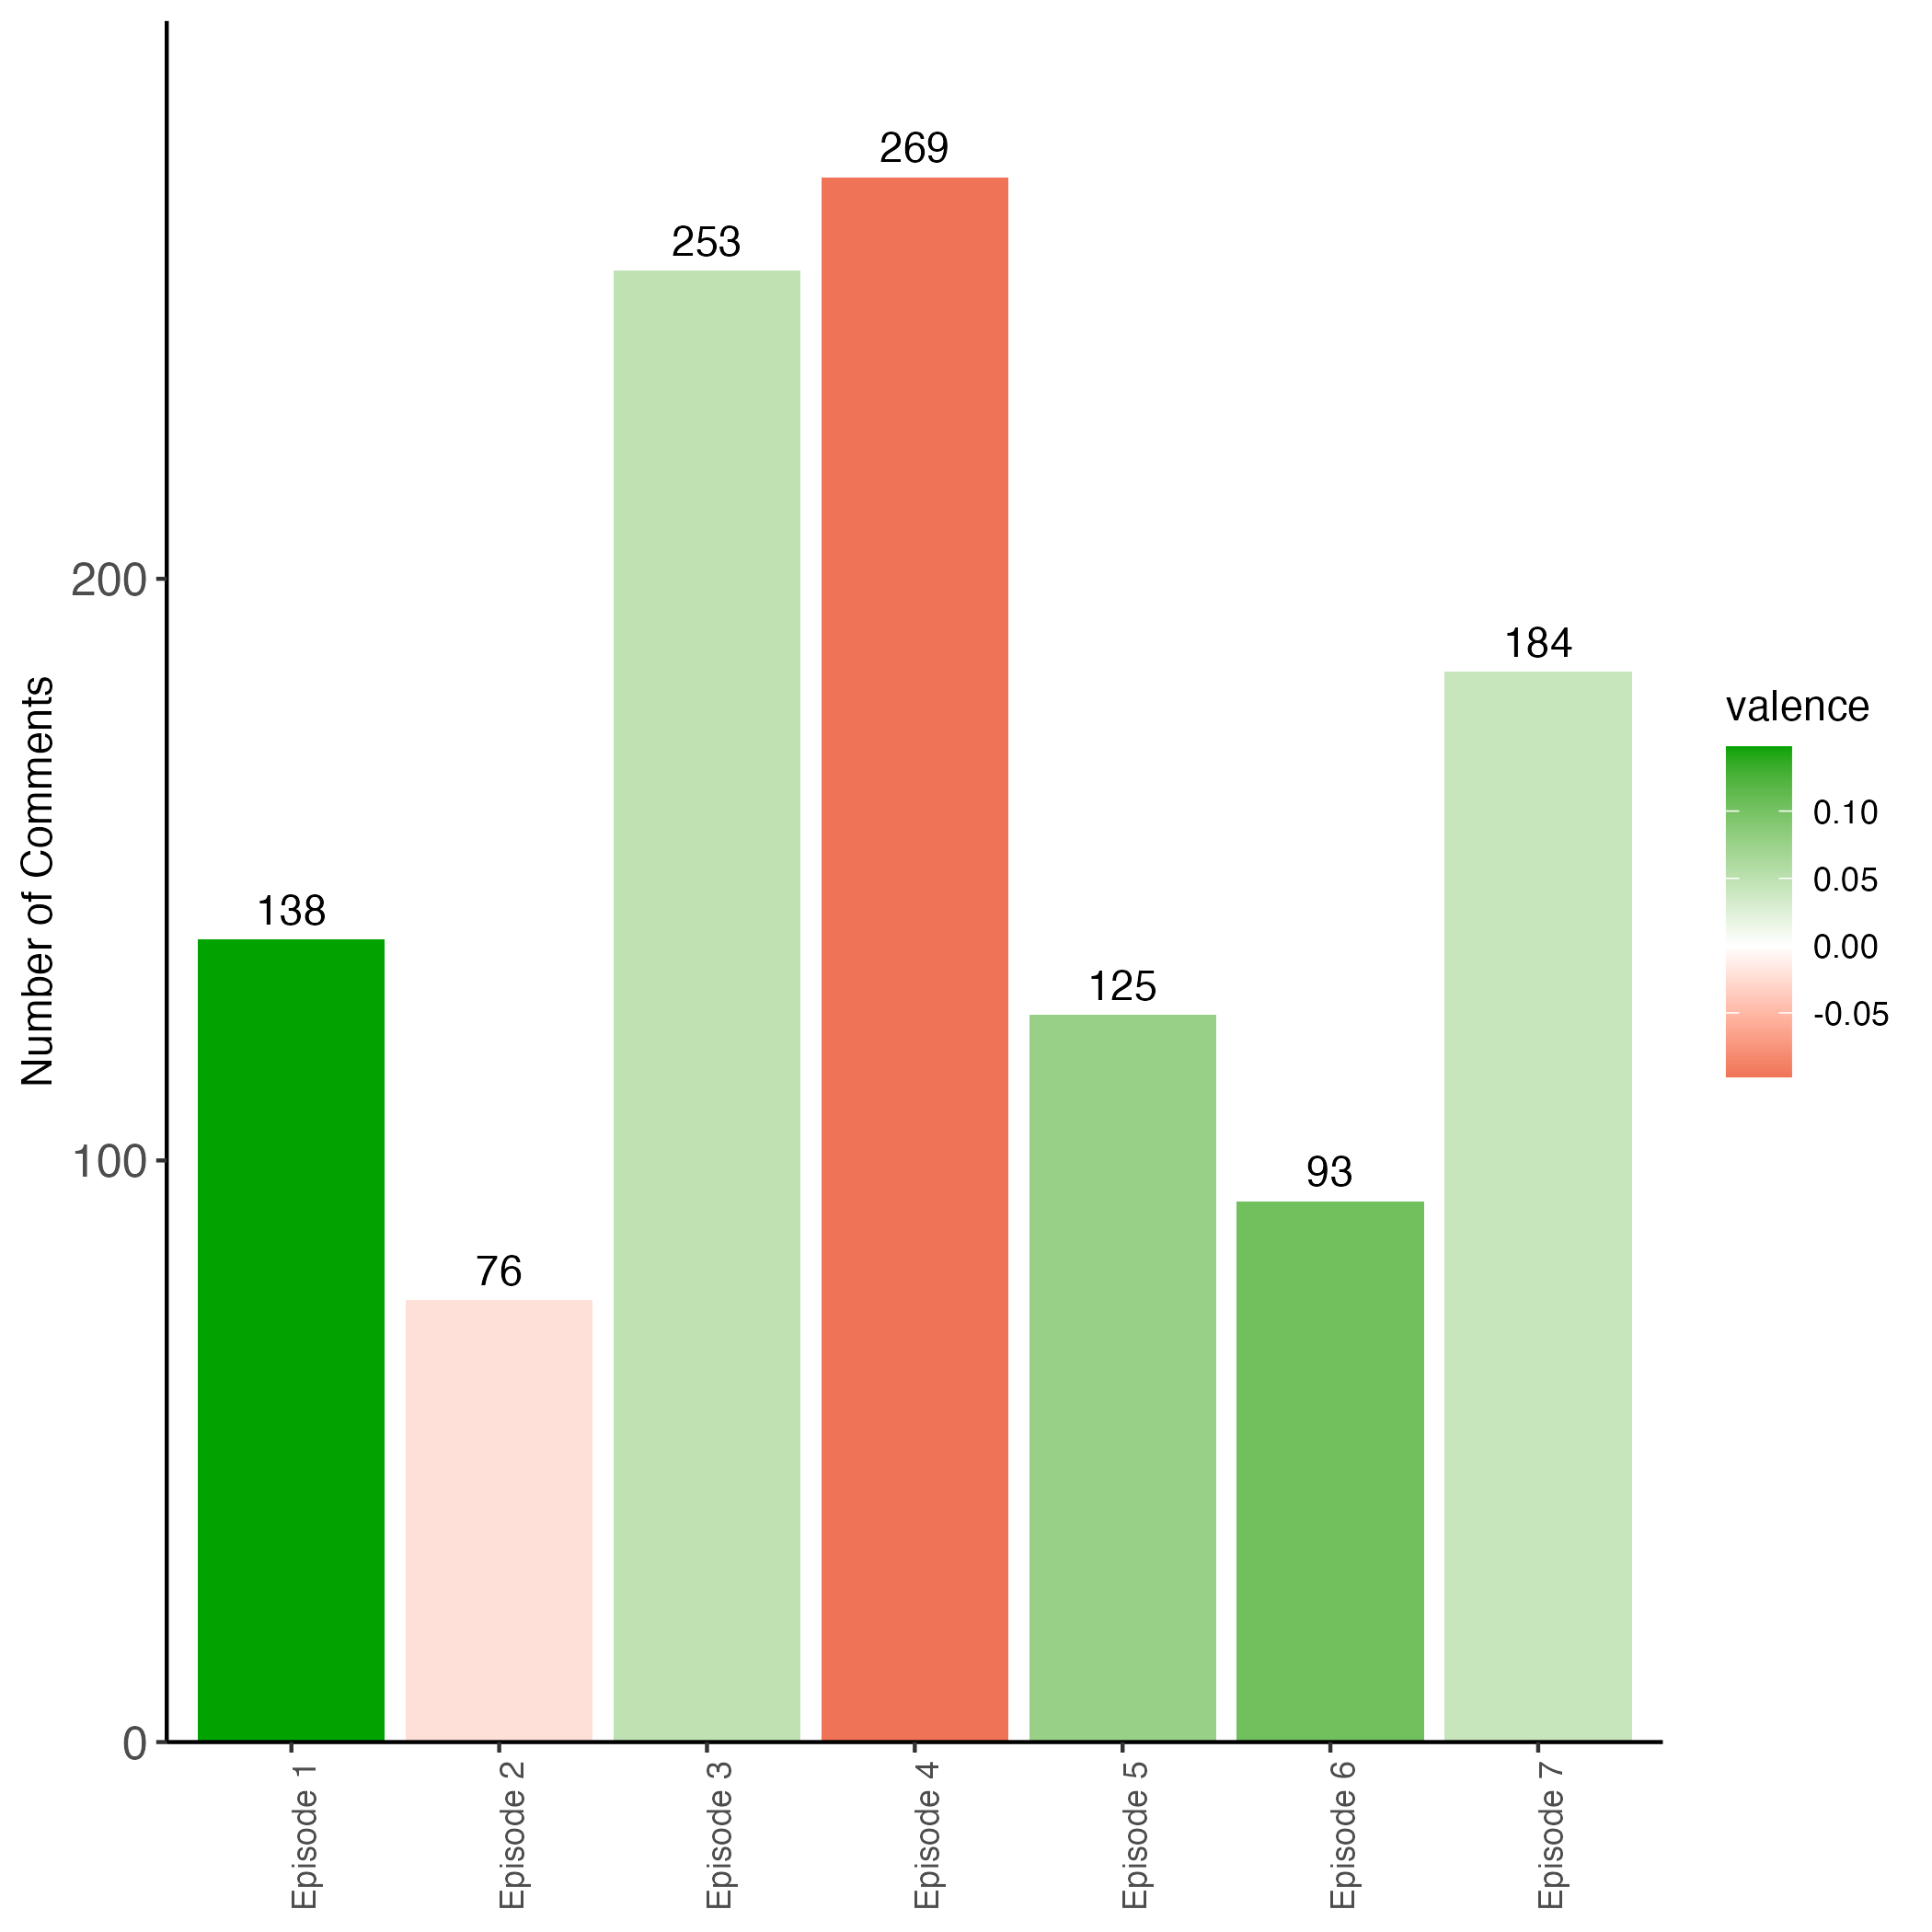 Number of Comments
200
100
0
138
76
253
269
125
93
184
Episode 1
Episode 2
Episode 3
Episode 4
Episode 5
Episode 6
Episode 7
valence
0.10
0.05
0.00
-0.05